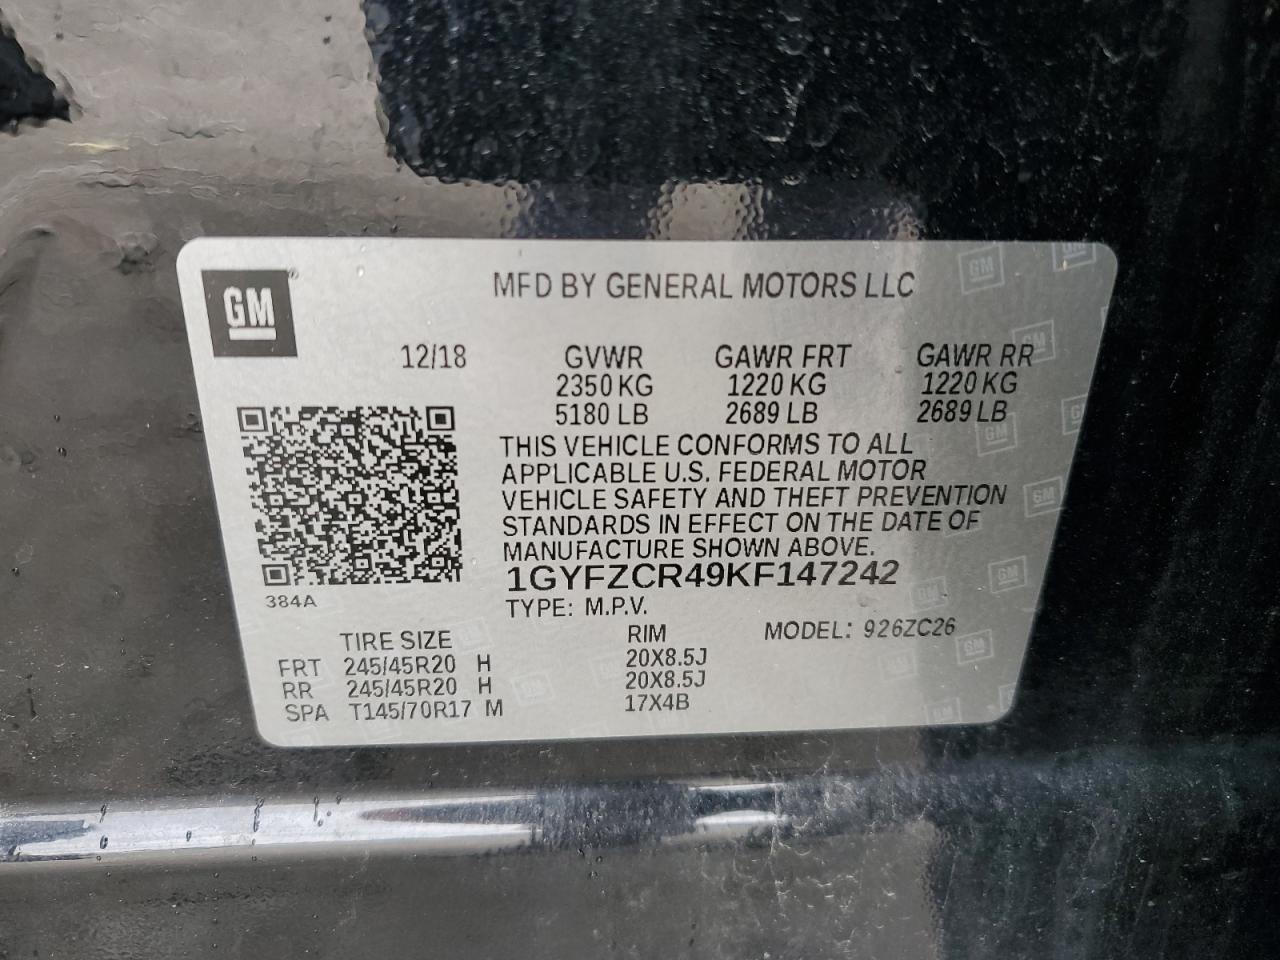 GM
MFD BY GENERAL MOTORS LLC
12/18 GVWR GAWR FRT GAWR RR
2350 KG 1220 KG 1220 KG
5180 LB 2689 LB 2689 LB
THIS VEHICLE CONFORMS TO ALL
APPLICABLE U.S. FEDERAL MOTOR
VEHICLE SAFETY AND THEFT PREVENTION
STANDARDS IN EFFECT ON THE DATE OF
MANUFACTURE SHOWN ABOVE.
1GYFZCR49KF147242
384A
TYPE: M.P.V.
TIRE SIZE RIM MODEL: 926ZC26
FRT 245/45R20 H 20X8.5J
RR 245/45R20 H 20X8.5J
SPA T145/70R17 M 17X4B